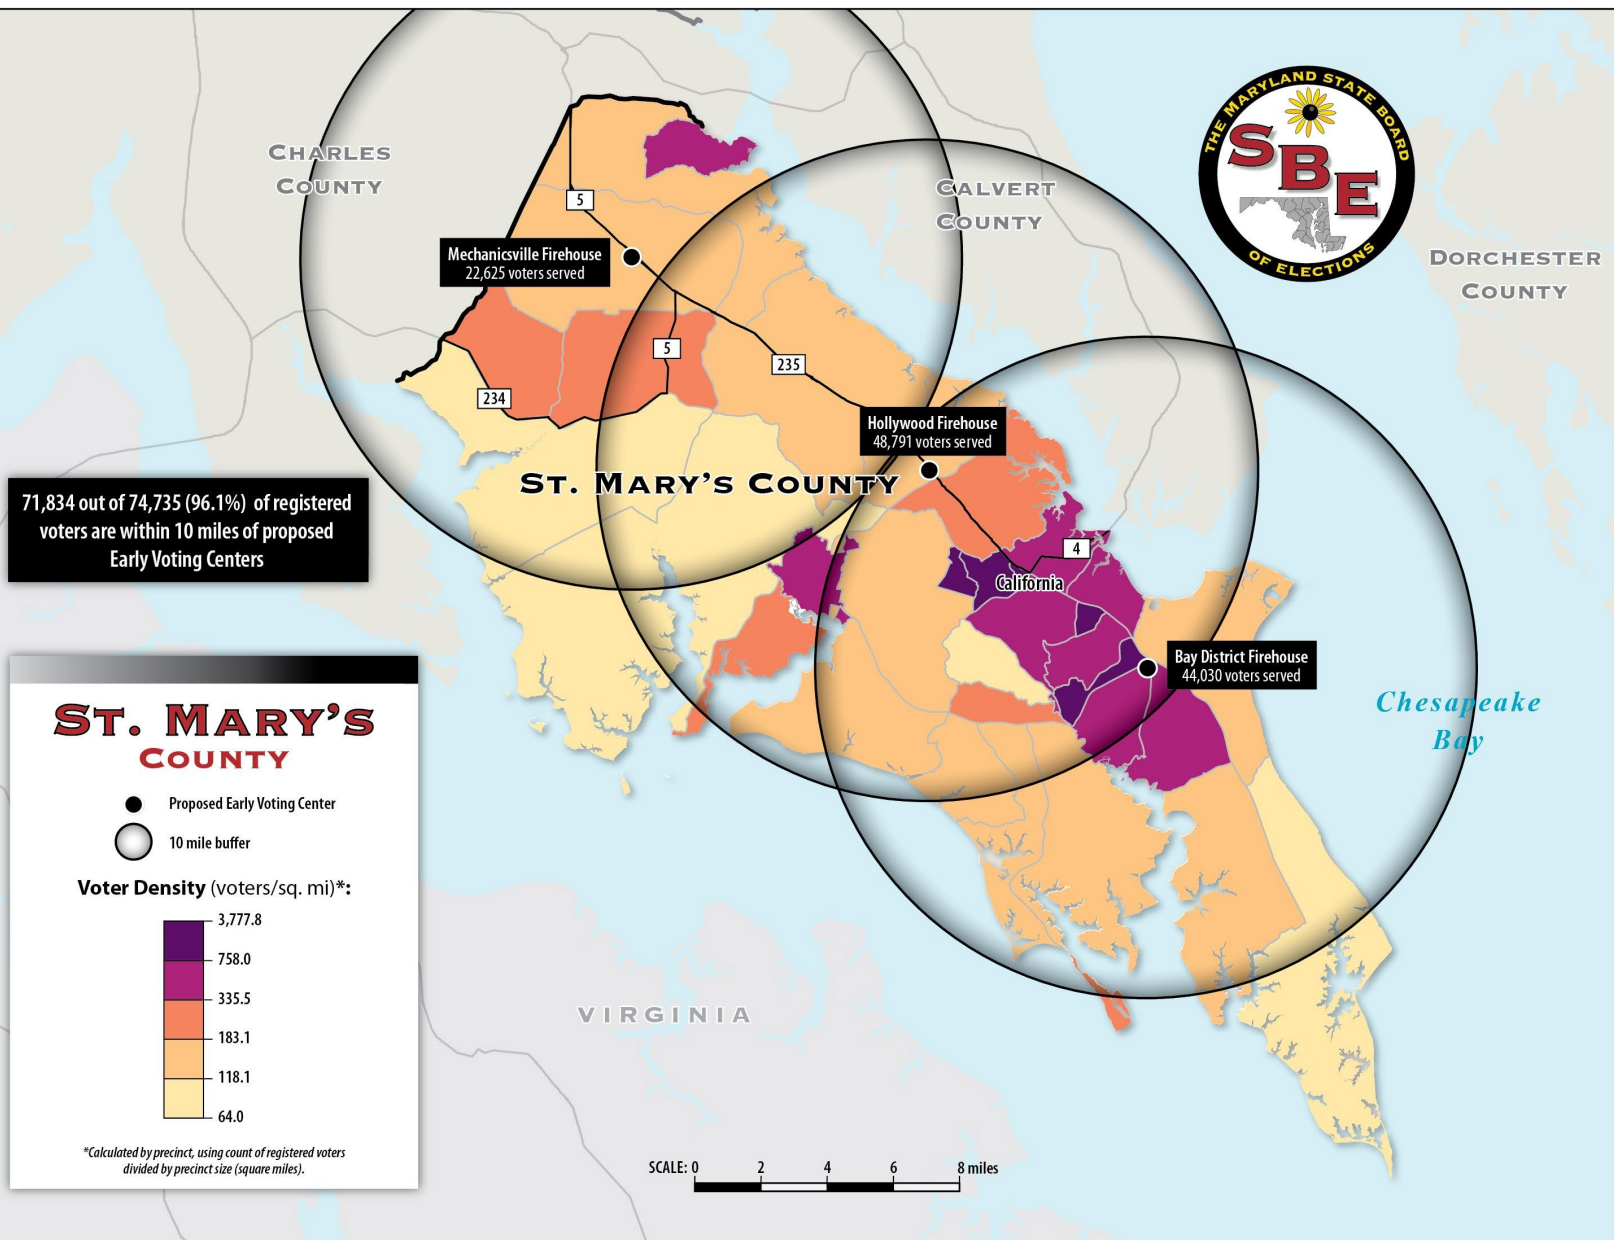 THE MARYLAND STATE BOARD
SBE
OF ELECTIONS
CHARLES
COUNTY
CALVERT
COUNTY
DORCHESTER
COUNTY
5
Mechanicsville Firehouse
22,625 voters served
5
235
234
Hollywood Firehouse
48,791 voters served
ST. MARY'S COUNTY
71,834 out of 74,735 (96.1%) of registered
voters are within 10 miles of proposed
Early Voting Centers
4
California
Bay District Firehouse
44,030 voters served
Chesapeake
Bay
ST. MARY'S
COUNTY
Proposed Early Voting Center
10 mile buffer
Voter Density (voters/sq. mi)*:
3,777.8
758.0
335.5
183.1
118.1
64.0
*Calculated by precinct, using count of registered voters
divided by precinct size (square miles).
VIRGINIA
SCALE: 0 2 4 6 8 miles